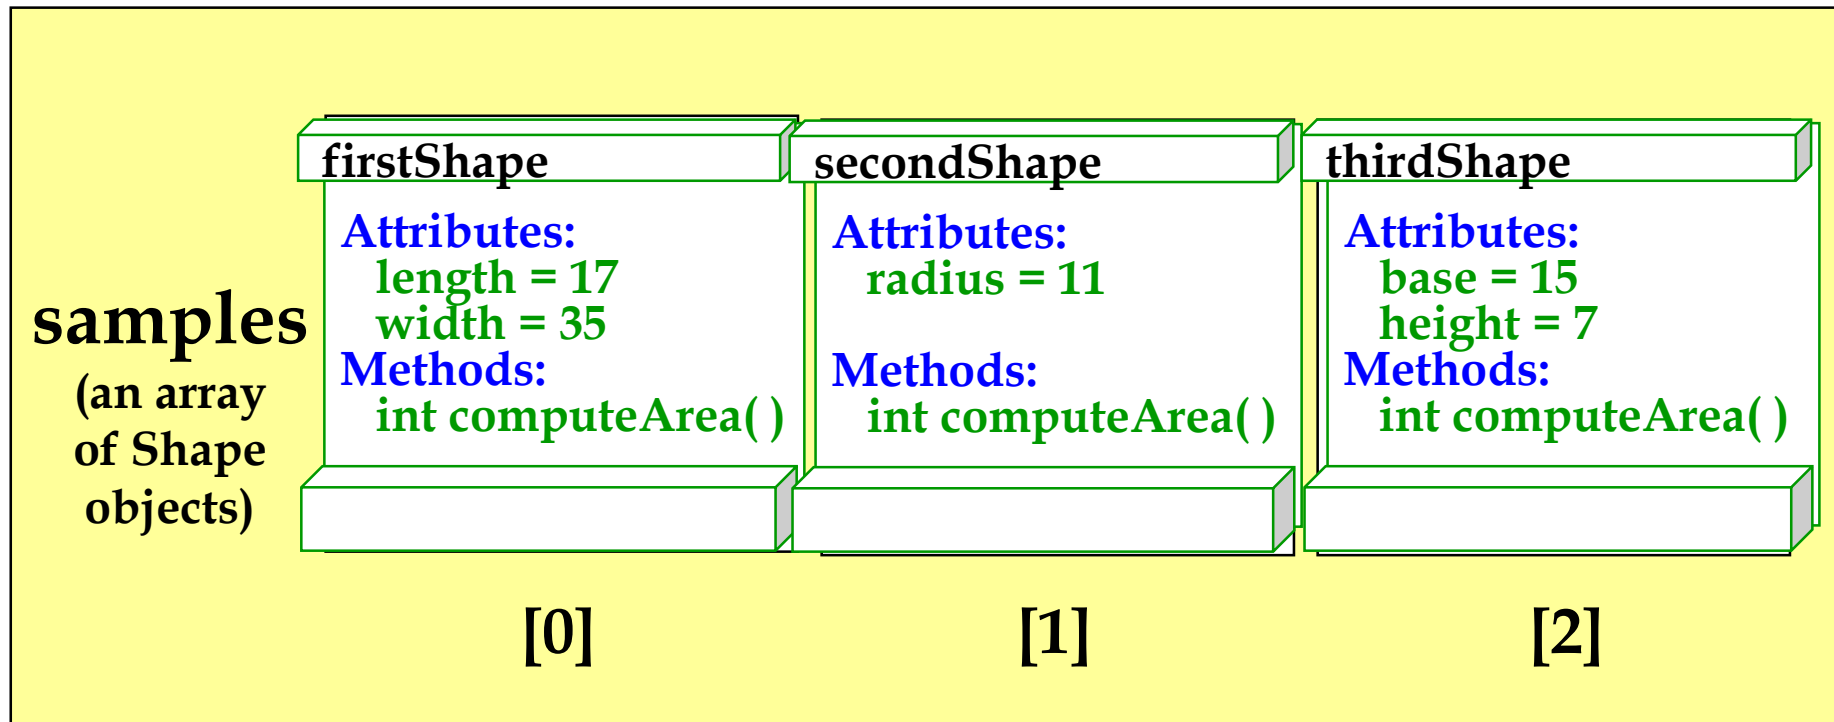 firstShape
Attributes:
length = 17
width = 35
Methods:
int computeArea( )
secondShape
Attributes:
radius = 11
Methods:
int computeArea( )
thirdShape
Attributes:
base = 15
height = 7
Methods:
int computeArea( )
samples
(an array
of Shape
objects)
[0]
[1]
[2]